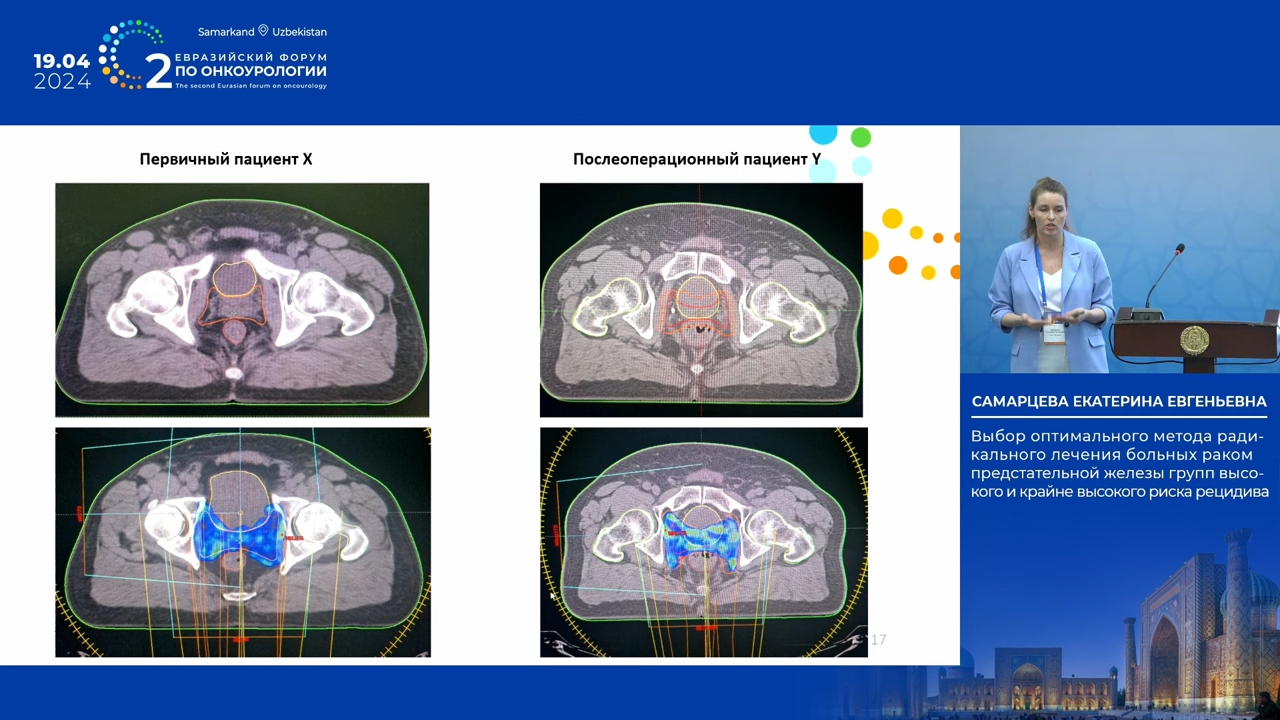 Samarkand Uzbekistan
19.04
2024
2
ЕВРАЗИЙСКИЙ ФОРУМ
ПО ОНКОУРОЛОГИИ
The second Eurasian forum on oncourology
Первичный пациент X
Послеоперационный пациент Y
17
САМАРЦЕВА ЕКАТЕРИНА ЕВГЕНЬЕВНА
Выбор оптимального метода ради-
кального лечения больных раком
предстательной железы групп высо-
кого и крайне высокого риска рецидива